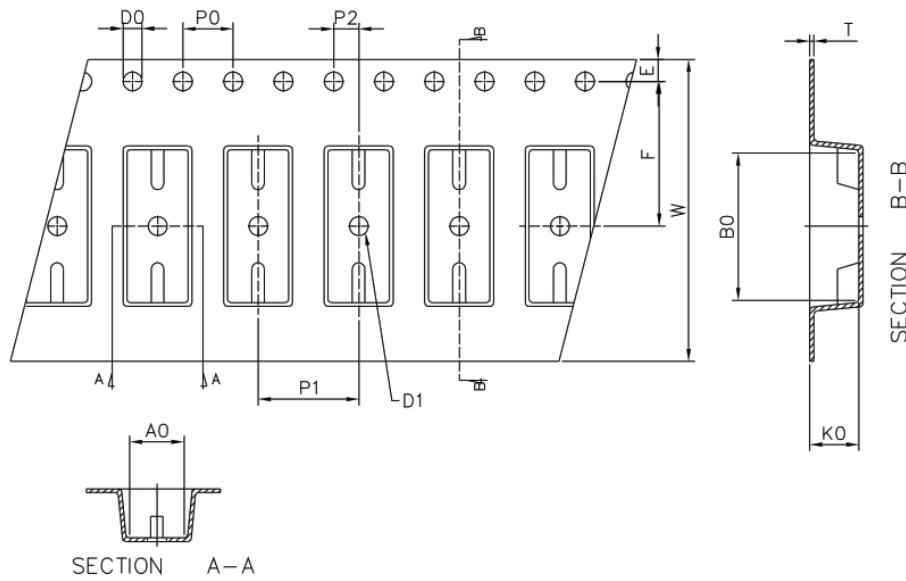 D0 P0 P2
B
T
E
F
W
B0
SECTION B-B
A A
P1
D1
B
K0
A0
SECTION A-A